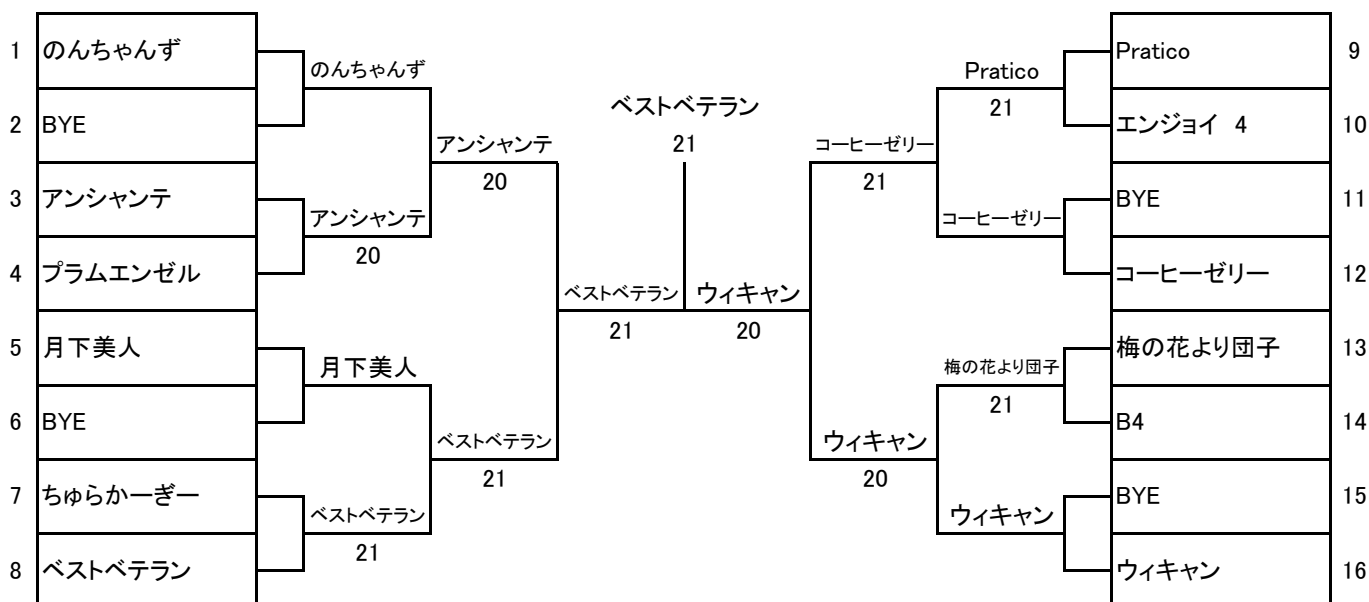 1 のんちゃんず
2 BYE
3 アンシャンテ
4 プラムエンゼル
5 月下美人
6 BYE
7 ちゅらかーぎー
8 ベストベテラン
のんちゃんず
アンシャンテ
20
月下美人
ベストベテラン
21
アンシャンテ
20
ベストベテラン
21
ベストベテラン
21
ベストベテラン
21
ウィキャン
20
コーヒーゼリー
21
ウィキャン
20
Pratico
21
コーヒーゼリー
梅の花より団子
21
ウィキャン
Pratico 9
エンジョイ 4 10
BYE 11
コーヒーゼリー 12
梅の花より団子 13
B4 14
BYE 15
ウィキャン 16